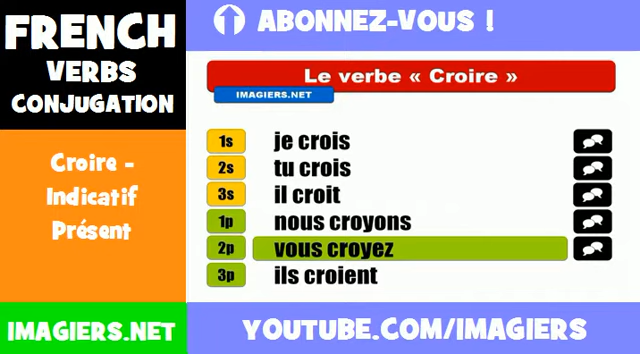 FRENCH
VERBS
CONJUGATION
Croire -
Indicatif
Présent
IMAGIERS.NET
ABONNEZ-VOUS !
Le verbe « Croire »
IMAGIERS.NET
1s je crois
2s tu crois
3s il croit
1p nous croyons
2p vous croyez
3p ils croient
YOUTUBE.COM/IMAGIERS